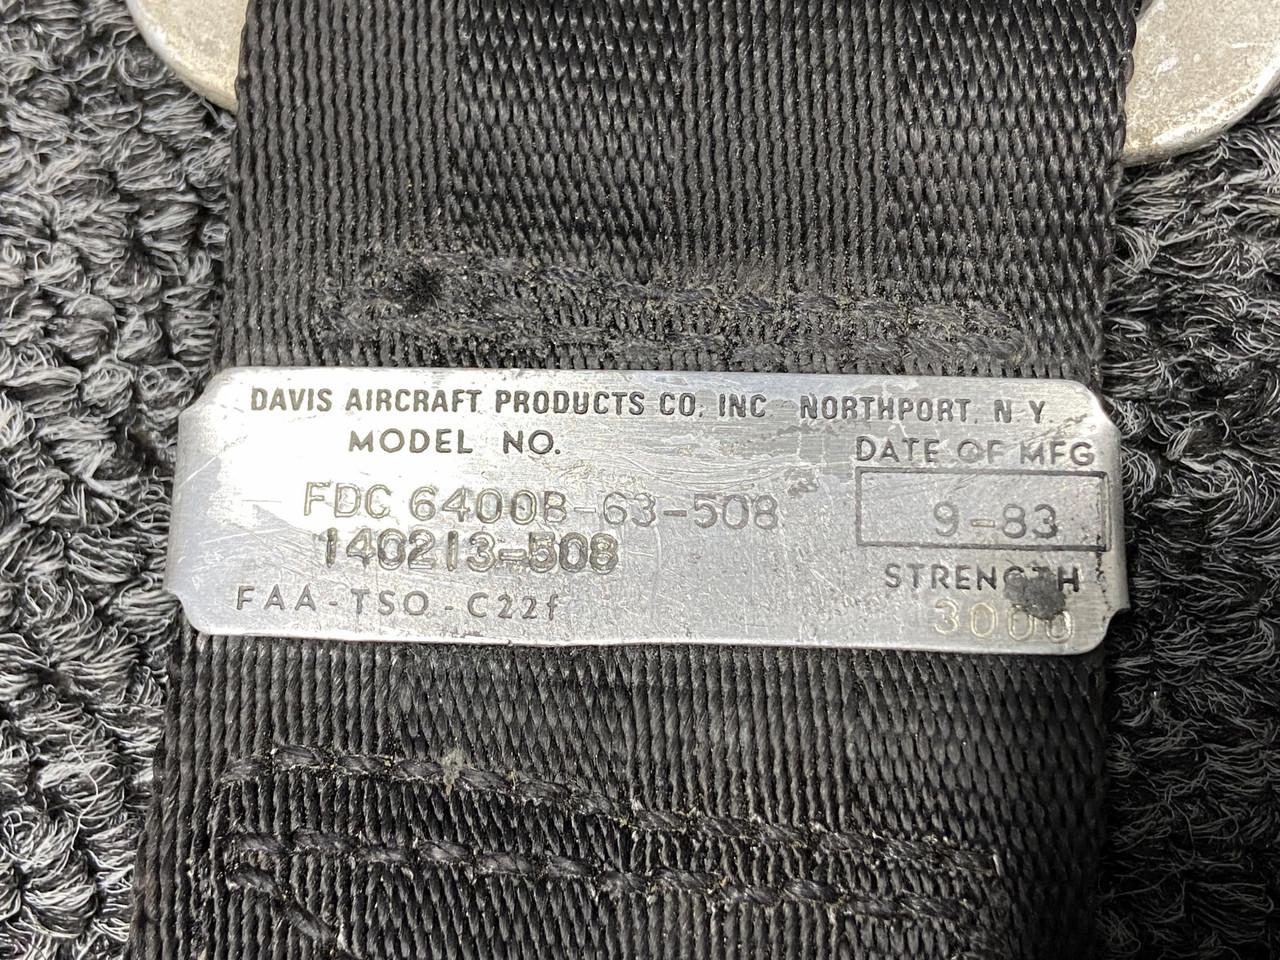 DAVIS AIRCRAFT PRODUCTS CO. INC NORTHPORT, N Y
MODEL NO.
DATE OF MFG
FDC 6400B-63-508
9-83
140213-508
STRENGTH
FAA-TSO-C22f
3000